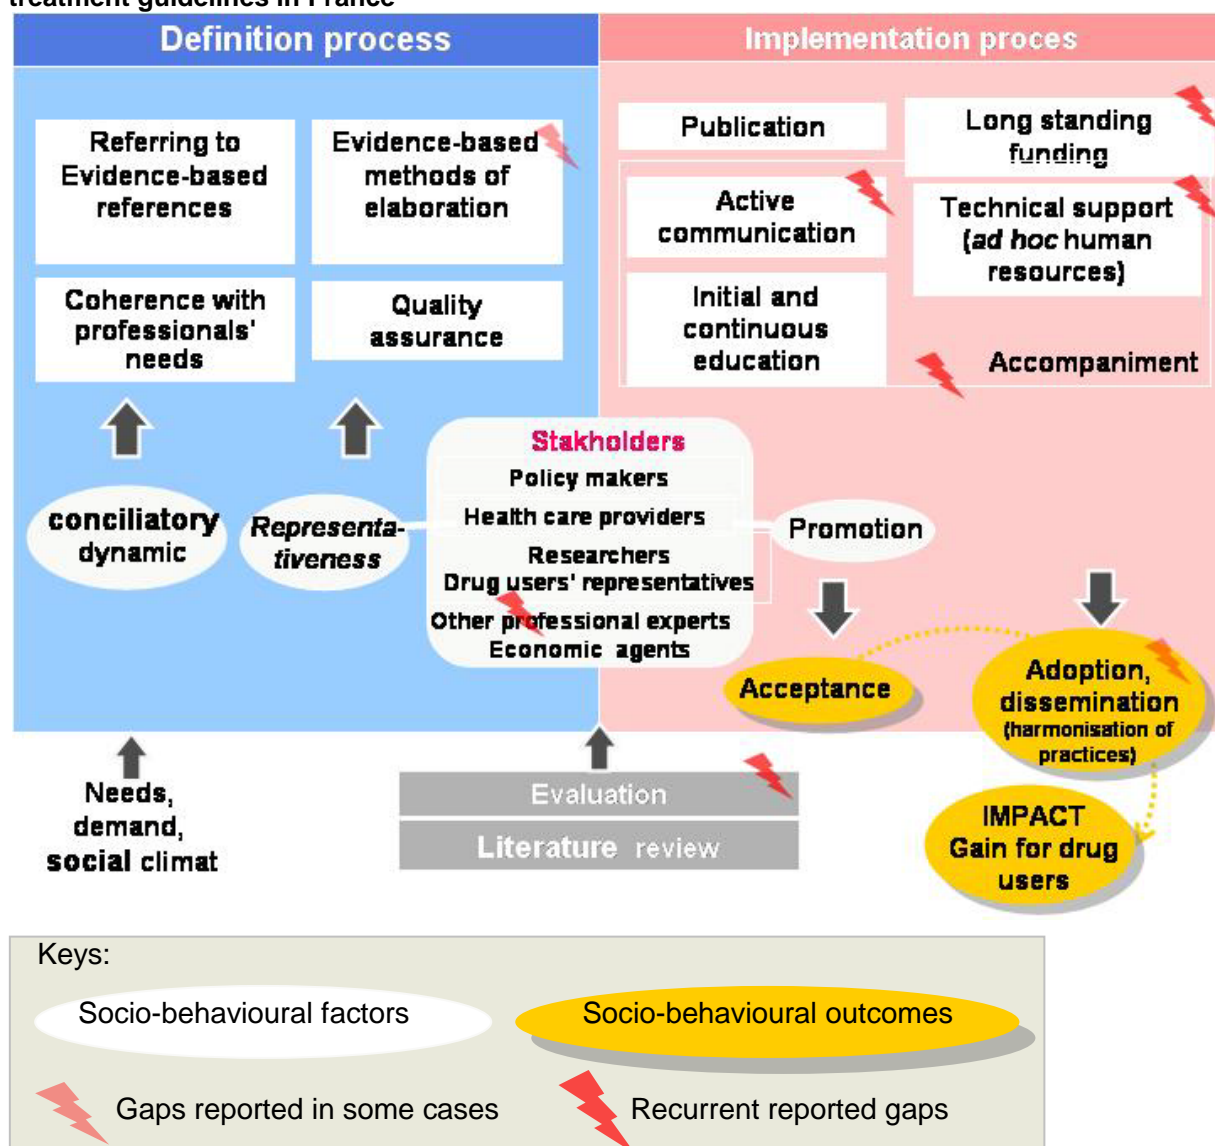 treatment guidelines in France
Definition process
Implementation proces
Referring to
Evidence-based
references
Evidence-based
methods of
elaboration
Coherence with
professionals'
needs
Quality
assurance
Publication
Long standing
funding
Active
communication
Technical support
(ad hoc human
resources)
Initial and
continuous
education
Accompaniment
conciliatory
dynamic
Representa-
tiveness
Stakholders
Policy makers
Health care providers
Researchers
Drug users' representatives
Other professional experts
Economic agents
Promotion
Acceptance
Adoption,
dissemination
(harmonisation of
practices)
Needs,
demand,
social climat
Evaluation
Literature review
IMPACT
Gain for drug
users
Keys:
Socio-behavioural factors
Socio-behavioural outcomes
Gaps reported in some cases
Recurrent reported gaps